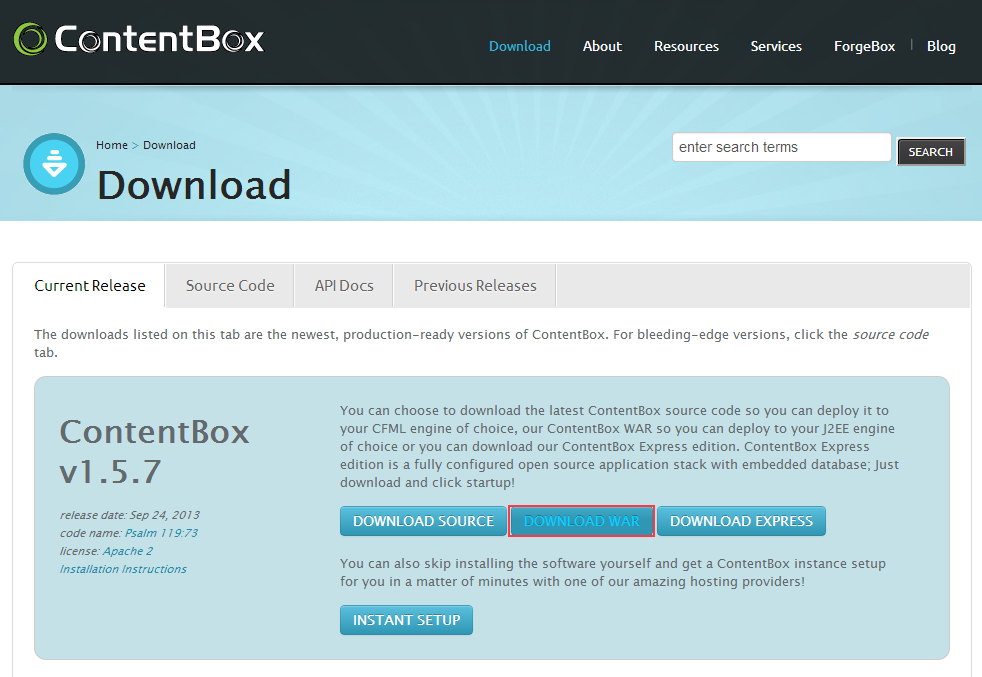 ContentBox
Download About Resources Services ForgeBox | Blog
Home > Download
Download
enter search terms
SEARCH
Current Release Source Code API Docs Previous Releases
The downloads listed on this tab are the newest, production-ready versions of ContentBox. For bleeding-edge versions, click the source code
tab.
ContentBox
v1.5.7
release date: Sep 24, 2013
code name: Psalm 119:73
license: Apache 2
Installation Instructions
You can choose to download the latest ContentBox source code so you can deploy it to
your CFML engine of choice, our ContentBox WAR so you can deploy to your J2EE engine
of choice or you can download our ContentBox Express edition. ContentBox Express
edition is a fully configured open source application stack with embedded database; Just
download and click startup!
DOWNLOAD SOURCE DOWNLOAD WAR DOWNLOAD EXPRESS
You can also skip installing the software yourself and get a ContentBox instance setup
for you in a matter of minutes with one of our amazing hosting providers!
INSTANT SETUP